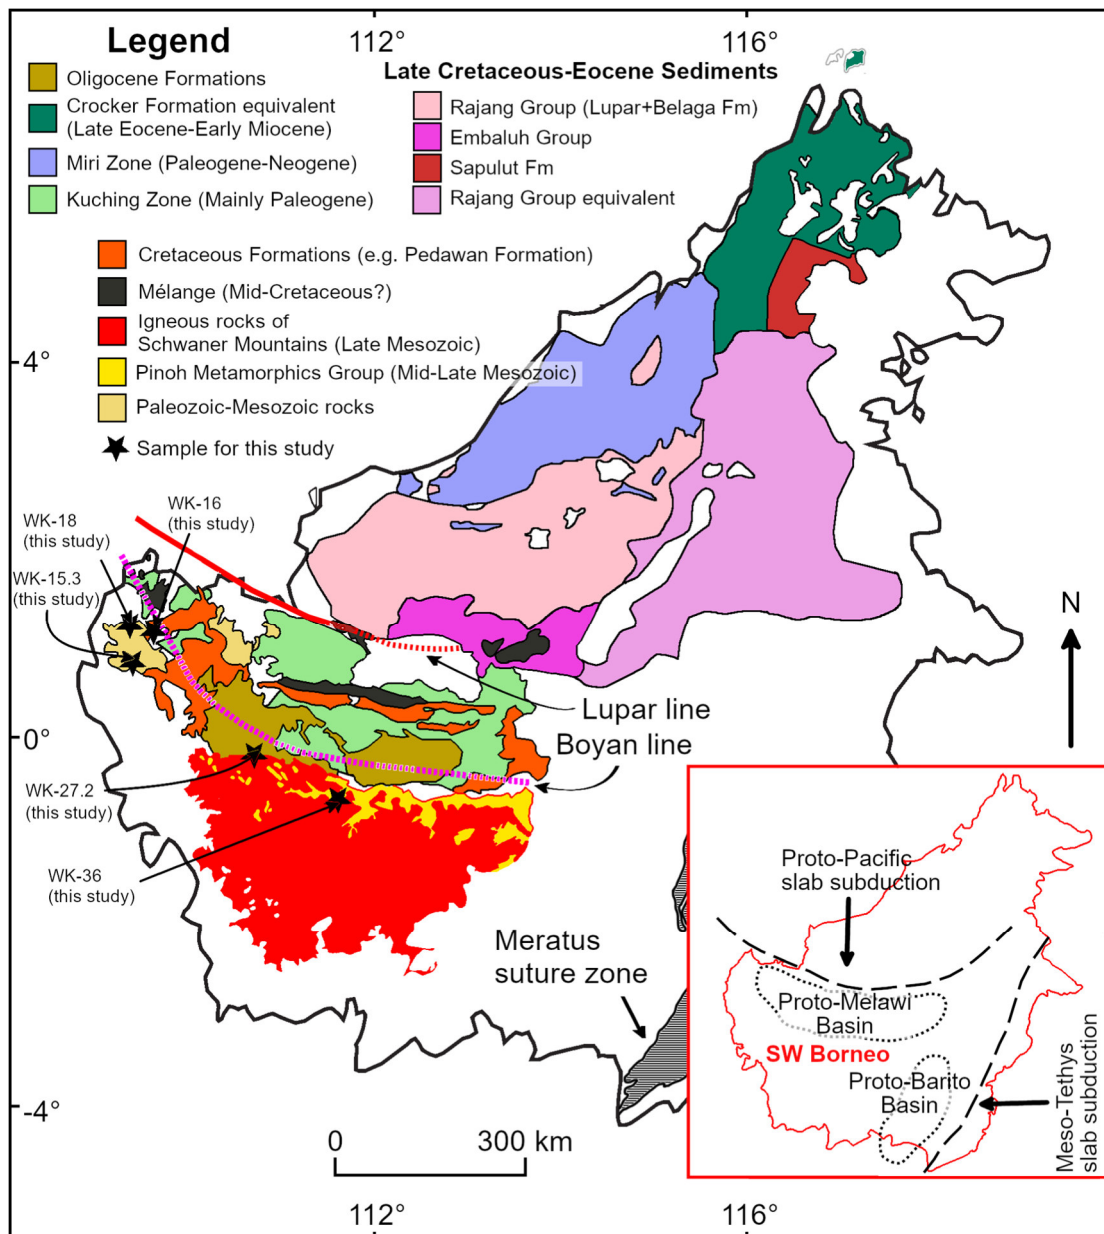 112°
116°
Legend
Oligocene Formations
Crocker Formation equivalent
(Late Eocene-Early Miocene)
Miri Zone (Paleogene-Neogene)
Kuching Zone (Mainly Paleogene)
Late Cretaceous-Eocene Sediments
Rajang Group (Lupar+Belaga Fm)
Embaluh Group
Sapulut Fm
Rajang Group equivalent
Cretaceous Formations (e.g. Pedawan Formation)
Mélange (Mid-Cretaceous?)
Igneous rocks of
Schwaner Mountains (Late Mesozoic)
Pinoh Metamorphics Group (Mid-Late Mesozoic)
Paleozoic-Mesozoic rocks
Sample for this study
4°
WK-16
(this study)
WK-18
(this study)
WK-15.3
(this study)
N
Lupar line
Boyan line
0°
WK-27.2
(this study)
WK-36
(this study)
Meratus
suture zone
-4°
0
300 km
Proto-Pacific
slab subduction
Proto-Melawi
Basin
SW Borneo
Proto-Barito
Basin
Meso-Tethys
slab subduction
112°
116°